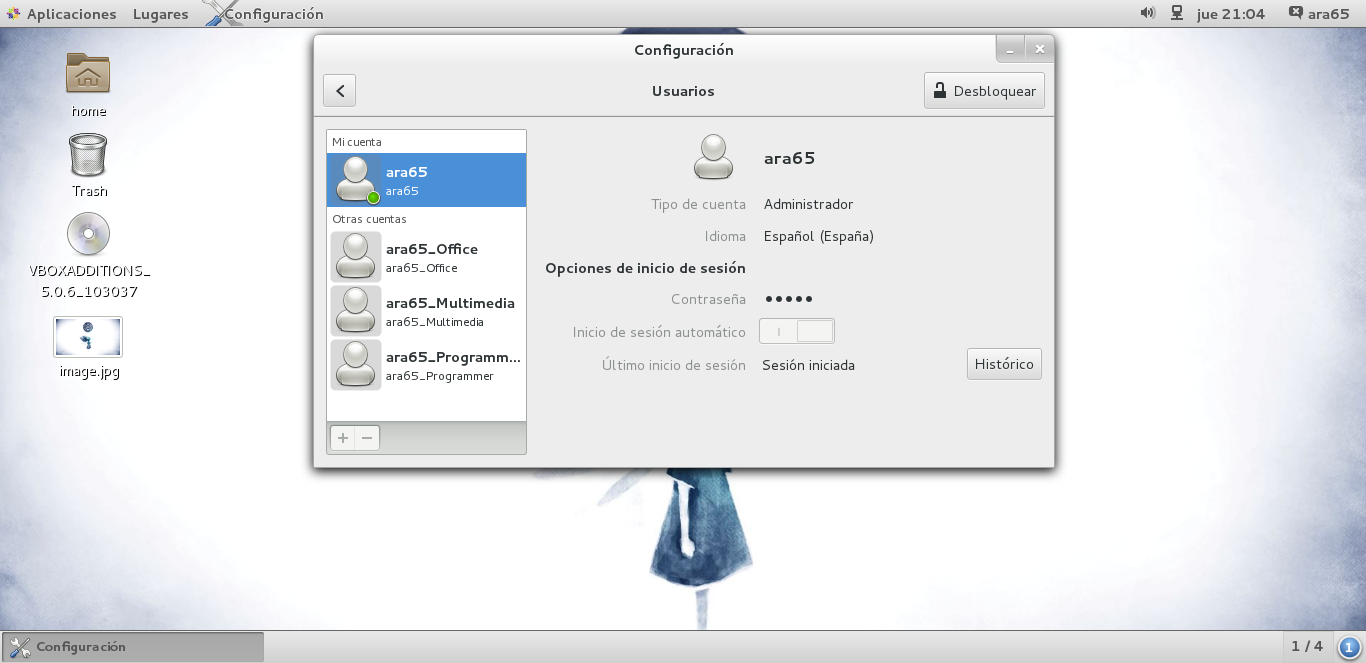 Aplicaciones Lugares Configuración jue 21:04 ara65
home
Trash
VBOXADDITIONS_
5.0.6_103037
image.jpg
Configuración
Usuarios
Desbloquear
Mi cuenta
ara65
ara65
Otras cuentas
ara65_Office
ara65_Office
ara65_Multimedia
ara65_Multimedia
ara65_Programm...
ara65_Programmer
ara65
Tipo de cuenta Administrador
Idioma Español (España)
Opciones de inicio de sesión
Contraseña •••••
Inicio de sesión automático
Último inicio de sesión Sesión iniciada Histórico
Configuración 1 / 4 1